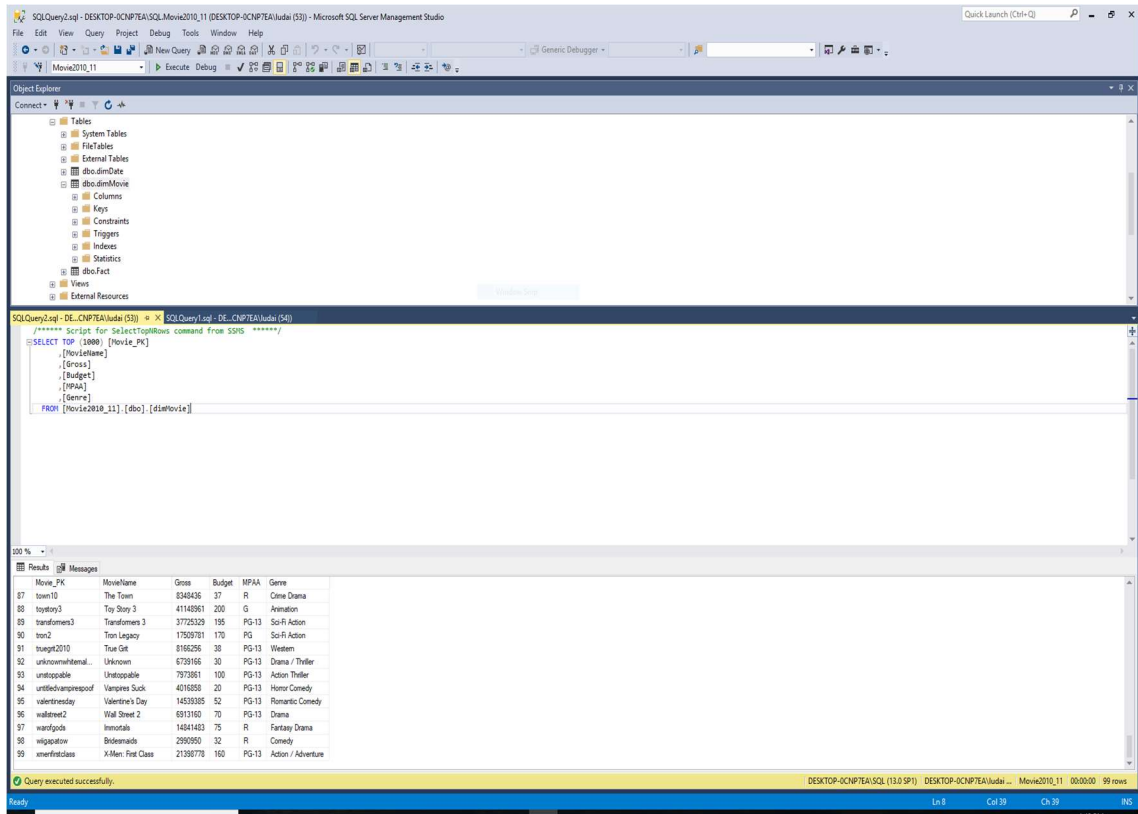 SQLQuery2.sql - DESKTOP-0CNP7EA\SQL.Movie2010_11 (DESKTOP-0CNP7EA\ludai (53)) - Microsoft SQL Server Management Studio
Quick Launch (Ctrl+Q)
File Edit View Query Project Debug Tools Window Help
New Query
Generic Debugger
Movie2010_11 Execute Debug
Object Explorer
Connect
Tables
System Tables
FileTables
External Tables
dbo.dimDate
dbo.dimMovie
Columns
Keys
Constraints
Triggers
Indexes
Statistics
dbo.Fact
Views
External Resources
SQLQuery2.sql - DE...CNP7EA\ludai (53)) SQLQuery1.sql - DE...CNP7EA\ludai (54))
/****** Script for SelectTopNRows command from SSMS ******/
SELECT TOP (1000) [Movie_PK]
,[MovieName]
,[Gross]
,[Budget]
,[MPAA]
,[Genre]
FROM [Movie2010_11].[dbo].[dimMovie]
100 %
Results Messages
Movie_PK MovieName Gross Budget MPAA Genre
87 town10 The Town 8348436 37 R Crime Drama
88 toystory3 Toy Story 3 41148961 200 G Animation
89 transformers3 Transformers 3 37725329 195 PG-13 Sci-Fi Action
90 tron2 Tron Legacy 17509781 170 PG Sci-Fi Action
91 truegrit2010 True Grit 8166256 38 PG-13 Western
92 unknownwhitemal... Unknown 6739166 30 PG-13 Drama / Thriller
93 unstoppable Unstoppable 7973861 100 PG-13 Action Thriller
94 untitledvampirespoof Vampires Suck 4016858 20 PG-13 Horror Comedy
95 valentinesday Valentine's Day 14539385 52 PG-13 Romantic Comedy
96 wallstreet2 Wall Street 2 6913160 70 PG-13 Drama
97 warofgods Immortals 14841483 75 R Fantasy Drama
98 wiigapatow Bridesmaids 2990950 32 R Comedy
99 xmenfirstclass X-Men: First Class 21398778 160 PG-13 Action / Adventure
Query executed successfully.
DESKTOP-0CNP7EA\SQL (13.0 SP1) DESKTOP-0CNP7EA\ludai ... Movie2010_11 00:00:00 99 rows
Ready Ln 8 Col 39 Ch 39 INS